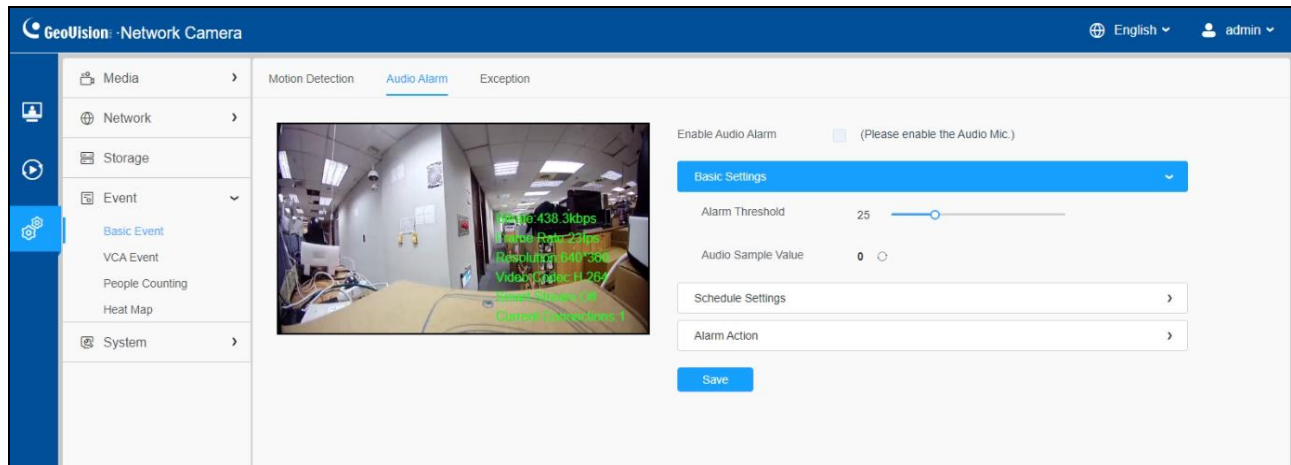 GeoVision - Network Camera
English
admin
Media
Network
Storage
Event
Basic Event
VCA Event
People Counting
Heat Map
System
Motion Detection
Audio Alarm
Exception
Bitrate:438.3kbps
Frame Rate:23fps
Resolution:640*360
Video Codec:H.264
Smart Stream:Off
Current Connections:1
Enable Audio Alarm
(Please enable the Audio Mic.)
Basic Settings
Alarm Threshold 25
Audio Sample Value 0
Schedule Settings
Alarm Action
Save